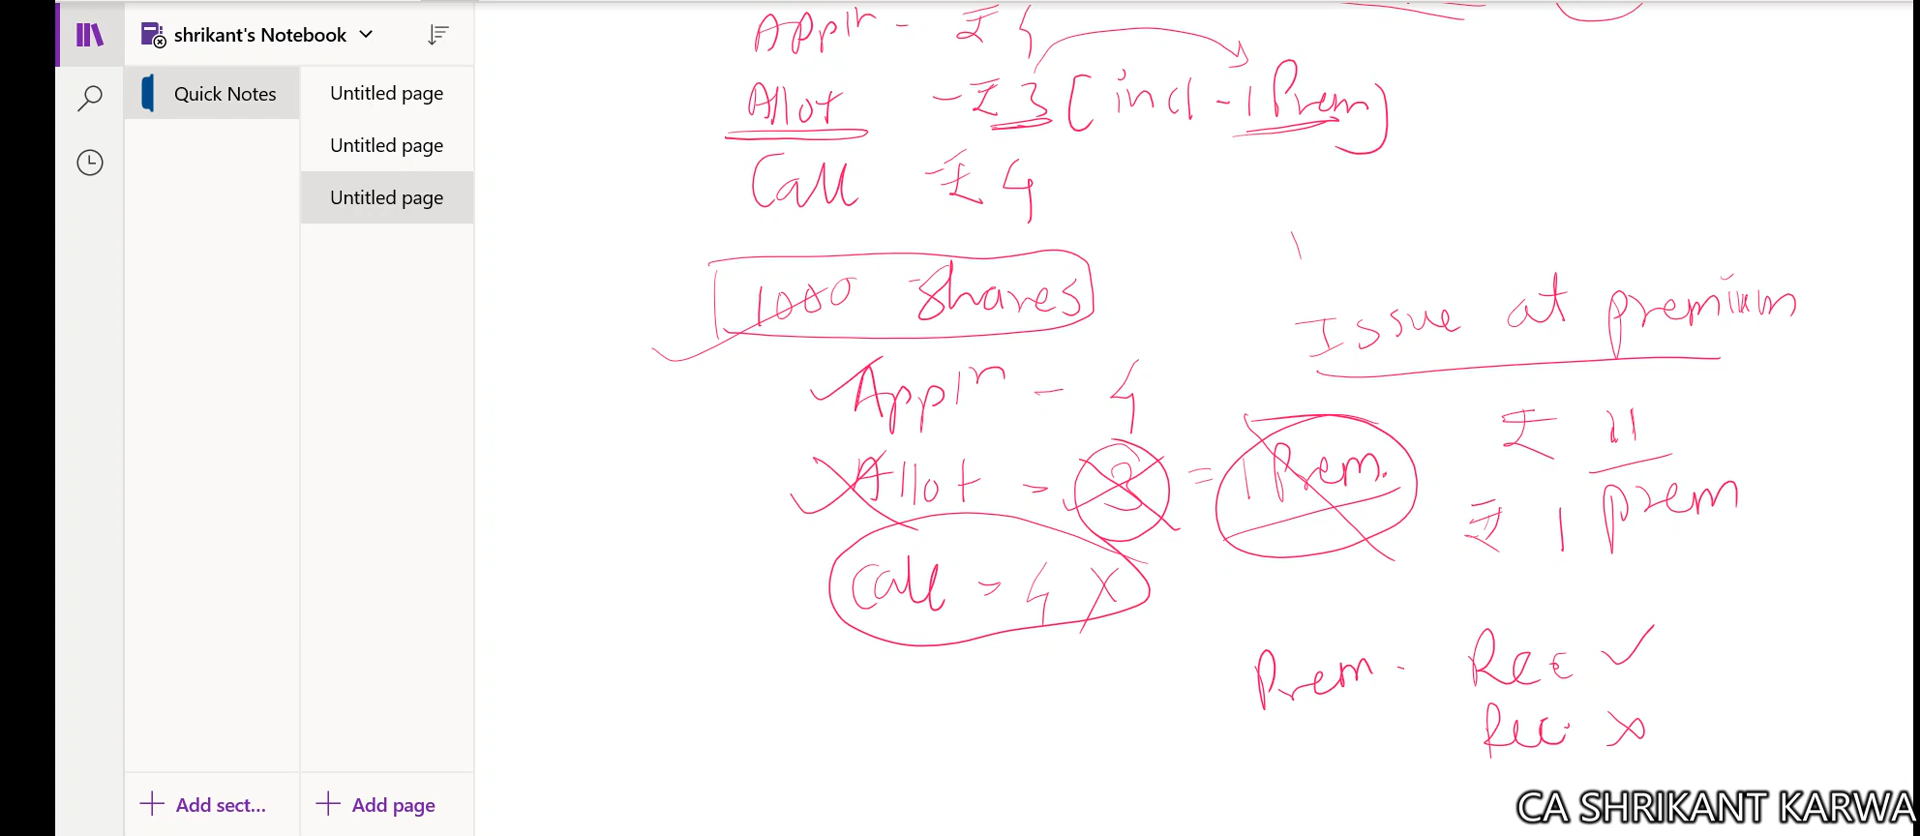 shrikant's Notebook
Quick Notes
Untitled page
Untitled page
Untitled page
Add sect...
Add page
Appln - ₹ 4
Allot - ₹ 3 [incl - 1 Prem]
Call - ₹ 4
1000 Shares
Appln - 4
Allot - 3 = 1 Prem.
Call = 4 X
Issue at premium
₹ 11
₹ 1 prem
Prem - Rec ✓
Rec X
CA SHRIKANT KARWA